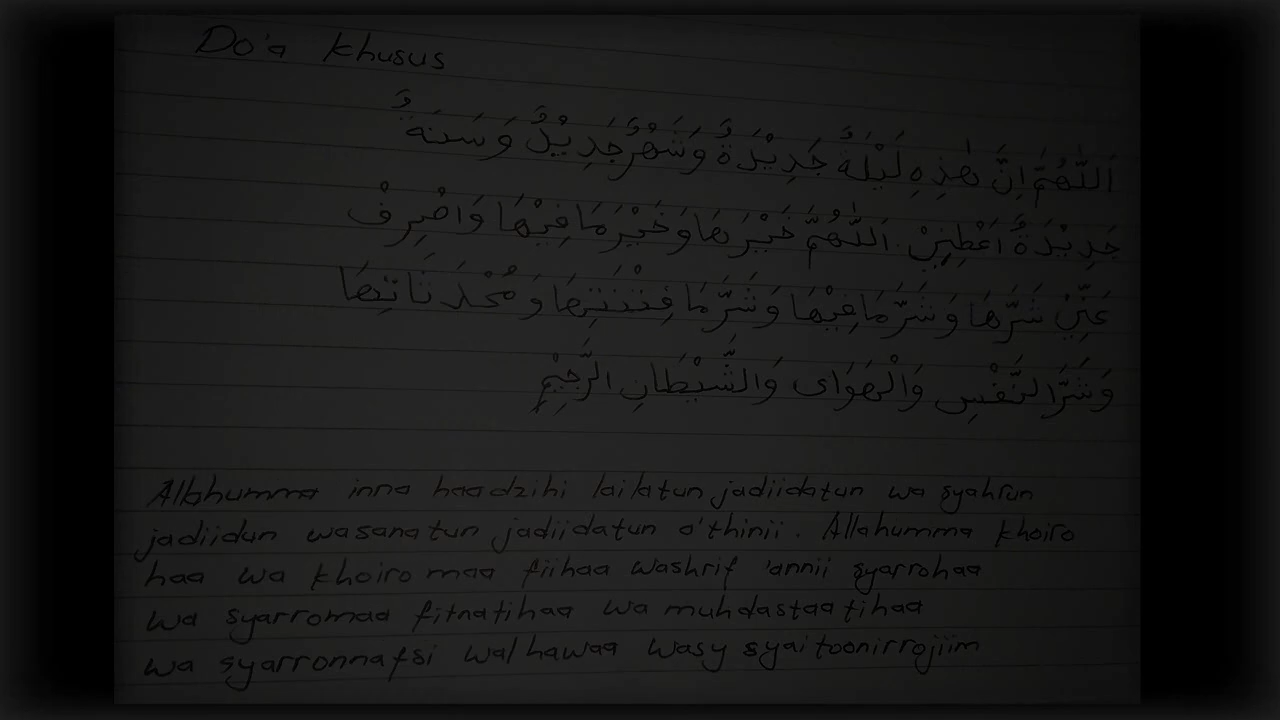 Do'a khusus
اَللّٰهُمَّ اِنَّ هٰذِهِ لَيْلَةٌ جَدِيْدَةٌ وَشَهْرٌ جَدِيْدٌ وَسَنَةٌ
جَدِيْدَةٌ اَعْطِنِيْ. اَللّٰهُمَّ خَيْرَهَا وَخَيْرَمَا فِيْهَا وَاصْرِفْ
عَنِّيْ شَرَّهَا وَشَرَّمَا فِيْهَا وَشَرَّمَا فِتْنَتِهَا وَمُحْدَثَاتِهَا
وَشَرَّالنَّفْسِ وَالْهَوَاى وَالشَّيْطَانِ الرَّجِيْمِ
Allahumma inna haadzihi lailatun jadiidatun wa syahrun
jadiidun wasanatun jadiidatun a'thinii. Allahumma khoiro
haa wa khoiro maa fiihaa washrif 'annii syarrohaa
wa syarromaa fitnatihaa wa muhdastaatihaa
wa syarronnafsi wal hawaa wasy syaitoonirrojiim